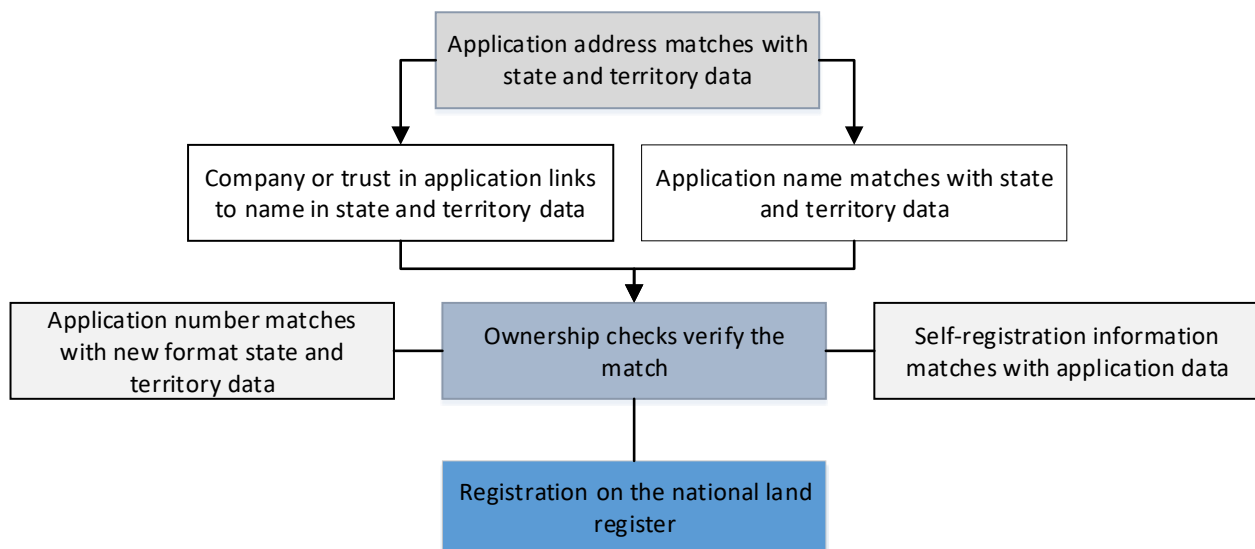 Application address matches with
state and territory data
Company or trust in application links
to name in state and territory data
Application name matches with state
and territory data
Application number matches
with new format state and
territory data
Ownership checks verify the
match
Self-registration information
matches with application data
Registration on the national land
register